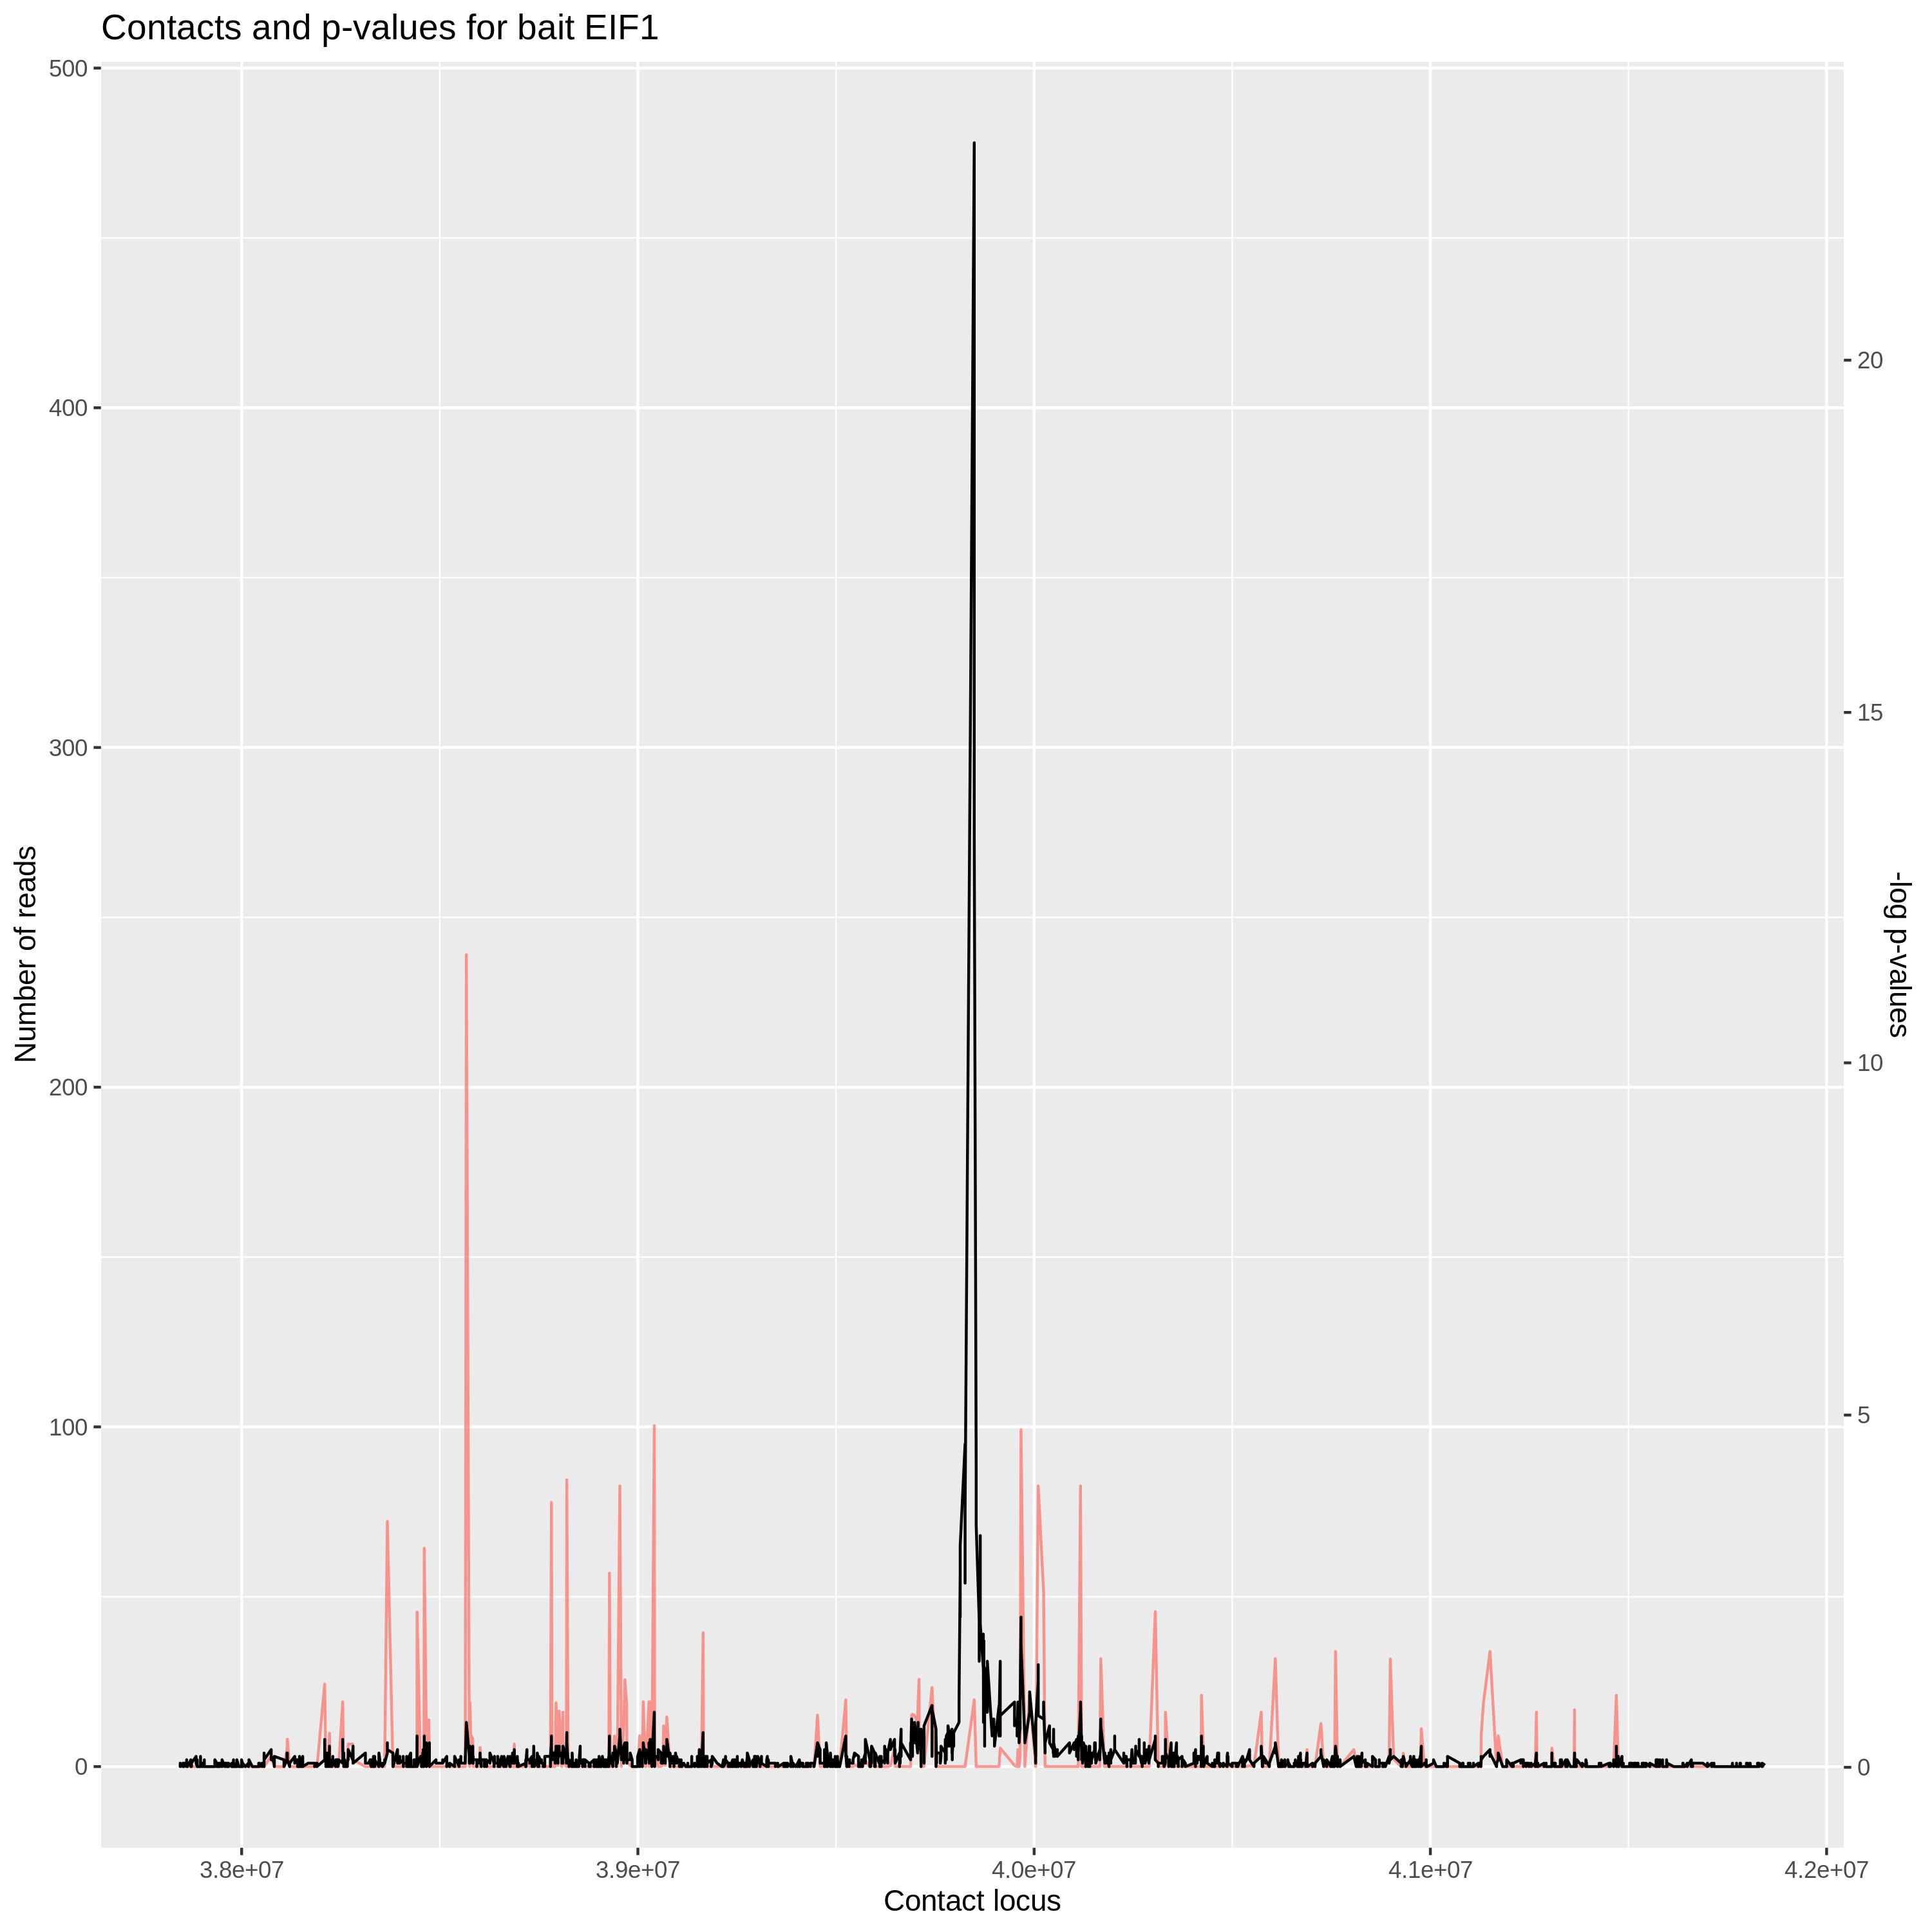 Contacts and p-values for bait EIF1
500
400
300
200
100
0
Number of reads
20
15
10
5
0
-log p-values
3.8e+07 3.9e+07 4.0e+07 4.1e+07 4.2e+07
Contact locus